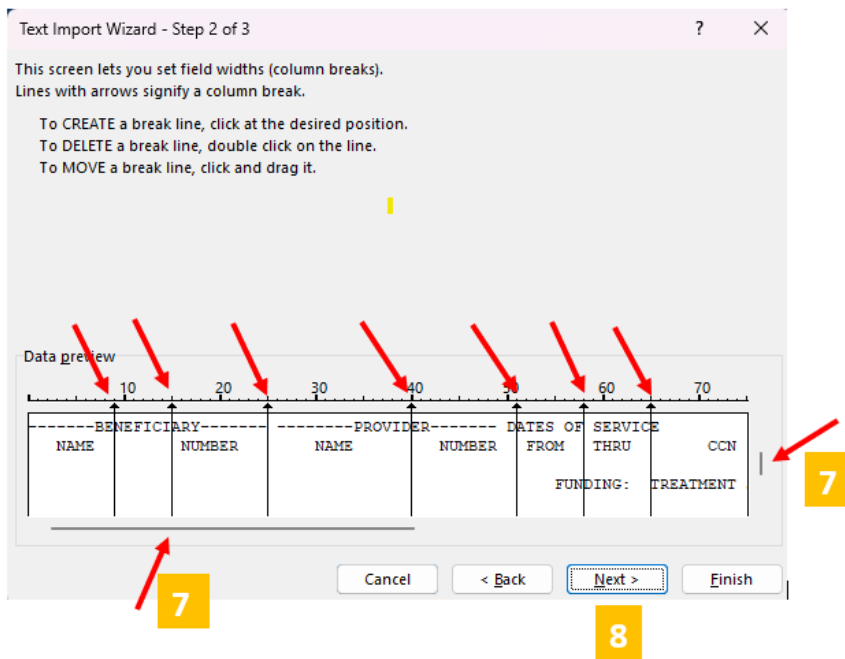 Text Import Wizard - Step 2 of 3 ? ×
This screen lets you set field widths (column breaks).
Lines with arrows signify a column break.
To CREATE a break line, click at the desired position.
To DELETE a break line, double click on the line.
To MOVE a break line, click and drag it.
Data preview
10 20 30 40 50 60 70
-------BENEFICIARY------- --------PROVIDER------- DATES OF SERVICE
NAME NUMBER NAME NUMBER FROM THRU CCN
7
FUNDING: TREATMENT
7
Cancel < Back Next > Finish
8